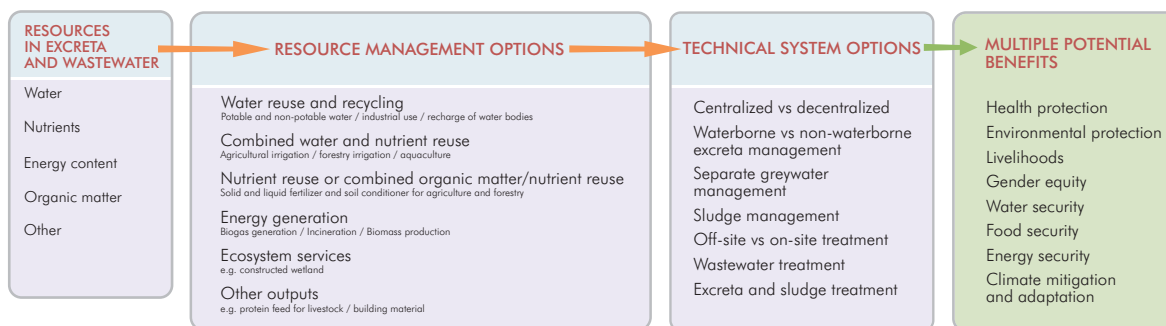 RESOURCES
IN EXCRETA
AND WASTEWATER
Water
Nutrients
Energy content
Organic matter
Other
RESOURCE MANAGEMENT OPTIONS
Water reuse and recycling
Potable and non-potable water / industrial use / recharge of water bodies
Combined water and nutrient reuse
Agricultural irrigation / forestry irrigation / aquaculture
Nutrient reuse or combined organic matter/nutrient reuse
Solid and liquid fertilizer and soil conditioner for agriculture and forestry
Energy generation
Biogas generation / Incineration / Biomass production
Ecosystem services
e.g. constructed wetland
Other outputs
e.g. protein feed for livestock / building material
TECHNICAL SYSTEM OPTIONS
Centralized vs decentralized
Waterborne vs non-waterborne
excreta management
Separate greywater
management
Sludge management
Off-site vs on-site treatment
Wastewater treatment
Excreta and sludge treatment
MULTIPLE POTENTIAL
BENEFITS
Health protection
Environmental protection
Livelihoods
Gender equity
Water security
Food security
Energy security
Climate mitigation
and adaptation